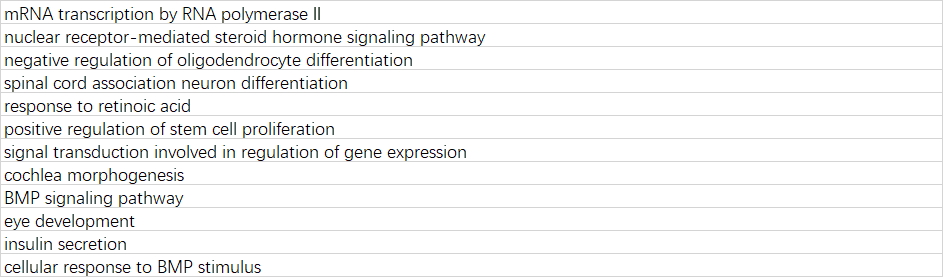 mRNA transcription by RNA polymerase II
nuclear receptor-mediated steroid hormone signaling pathway
negative regulation of oligodendrocyte differentiation
spinal cord association neuron differentiation
response to retinoic acid
positive regulation of stem cell proliferation
signal transduction involved in regulation of gene expression
cochlea morphogenesis
BMP signaling pathway
eye development
insulin secretion
cellular response to BMP stimulus